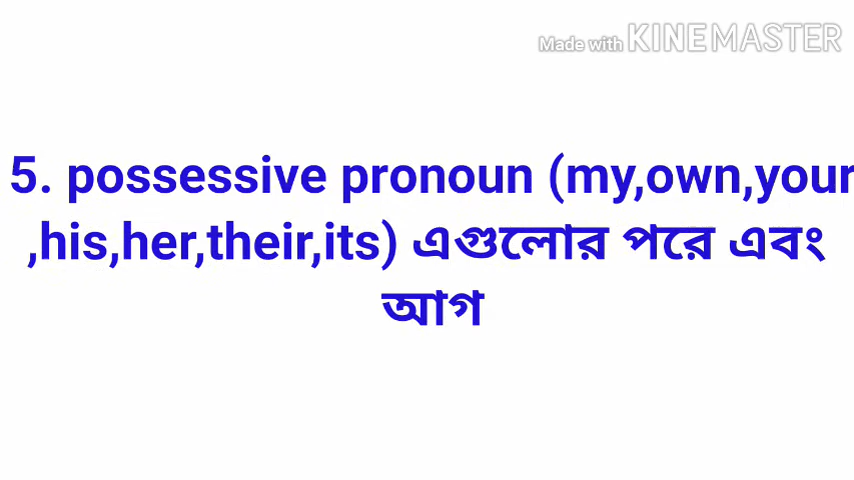 Made with KINEMASTER
5. possessive pronoun (my,own,your
,his,her,their,its) এগুলোর পরে এবং
আগ